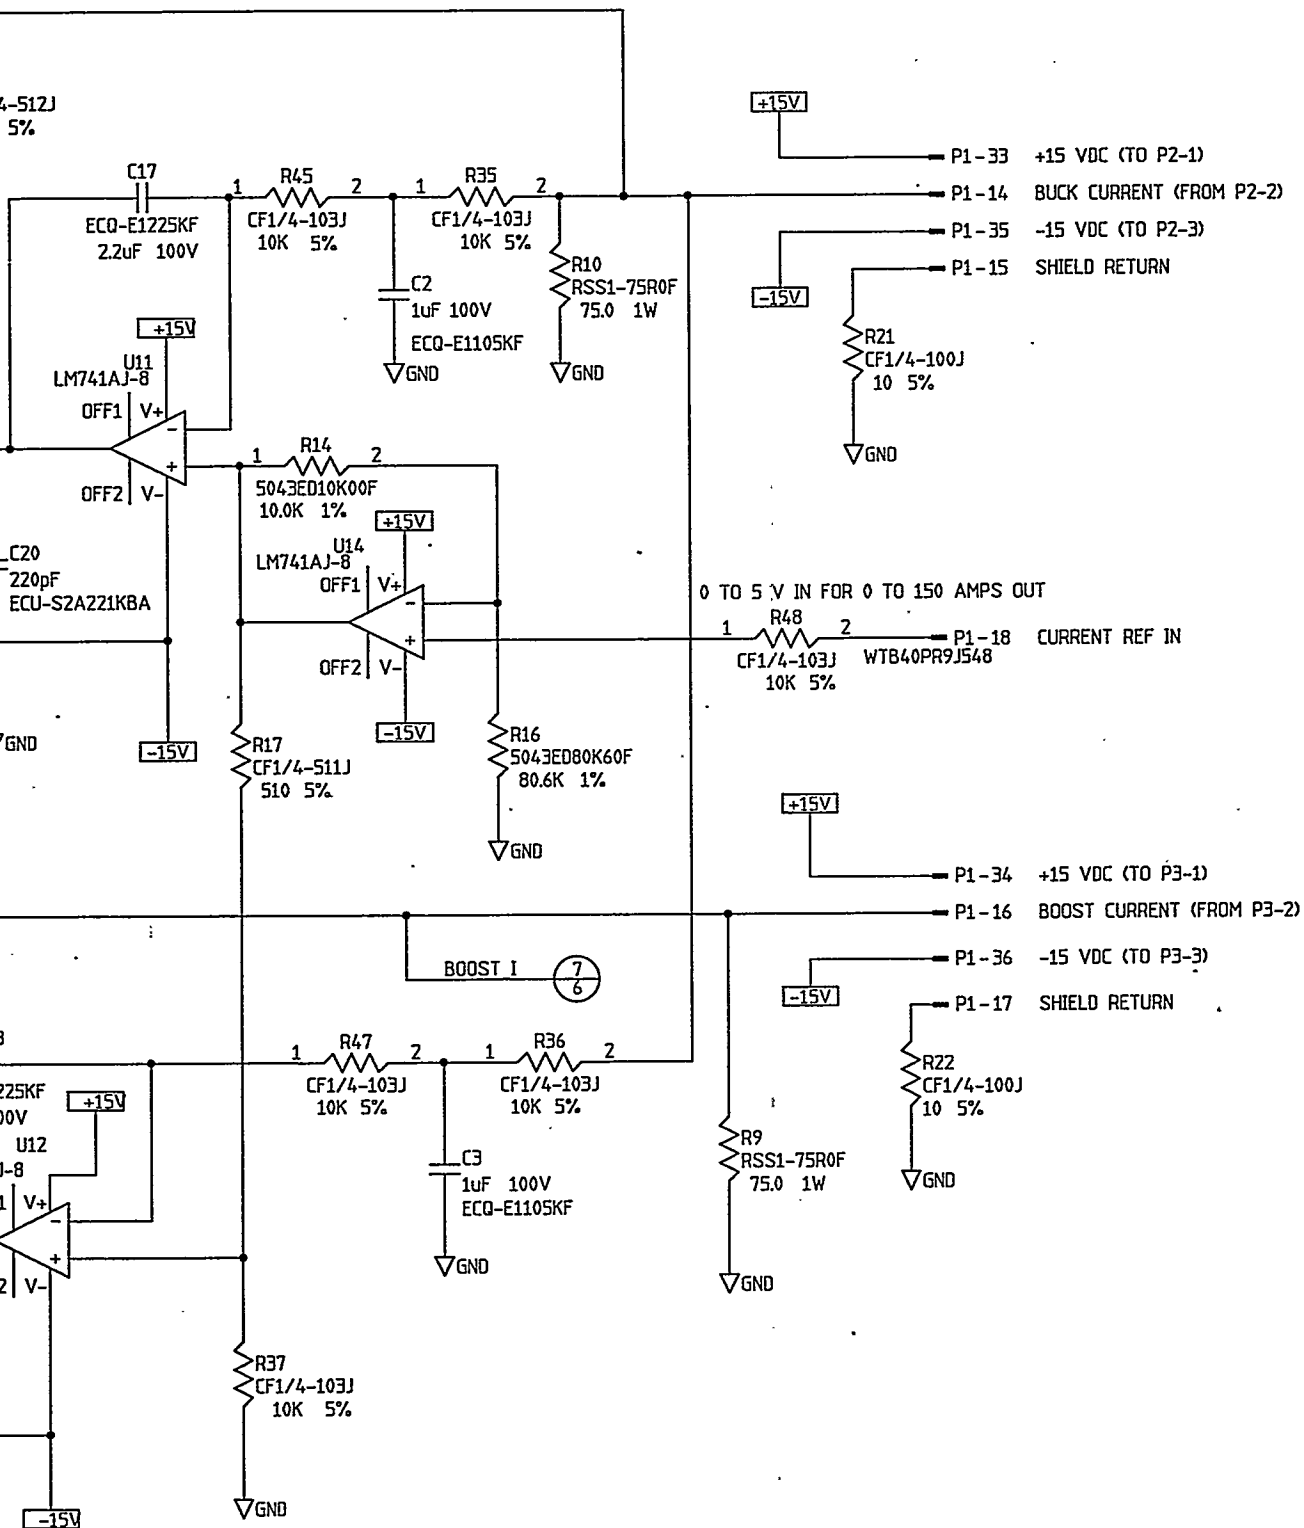 4-512J
5%
+15V
P1-33 +15 VDC (TO P2-1)
C17
1 R45 2 1 R35 2
P1-14 BUCK CURRENT (FROM P2-2)
ECQ-E1225KF
2.2uF 100V
CF1/4-103J
10K 5%
CF1/4-103J
10K 5%
P1-35 -15 VDC (TO P2-3)
P1-15 SHIELD RETURN
-15V
R10
RSS1-75R0F
75.0 1W
C2
1uF 100V
ECQ-E1105KF
GND
GND
R21
CF1/4-100J
10 5%
GND
+15V
U11
LM741AJ-8
OFF1 V+
-
+
OFF2 V-
1 R14 2
5043ED10K00F
10.0K 1%
+15V
U14
LM741AJ-8
OFF1 V+
-
+
OFF2 V-
-15V
C20
220pF
ECU-S2A221KBA
0 TO 5 V IN FOR 0 TO 150 AMPS OUT
1 R48 2
P1-18 CURRENT REF IN
CF1/4-103J
10K 5%
WTB40PR9J548
GND
-15V
R17
CF1/4-511J
510 5%
R16
5043ED80K60F
80.6K 1%
GND
+15V
P1-34 +15 VDC (TO P3-1)
P1-16 BOOST CURRENT (FROM P3-2)
BOOST I
7
6
P1-36 -15 VDC (TO P3-3)
-15V
P1-17 SHIELD RETURN
R22
CF1/4-100J
10 5%
GND
1 R47 2 1 R36 2
CF1/4-103J
10K 5%
CF1/4-103J
10K 5%
225KF
00V
+15V
U12
J-8
1 V+
-
+
2 V-
C3
1uF 100V
ECQ-E1105KF
GND
R9
RSS1-75R0F
75.0 1W
GND
R37
CF1/4-103J
10K 5%
GND
-15V